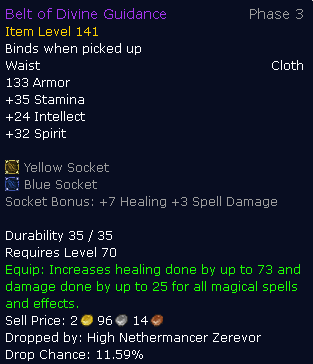 Belt of Divine Guidance Phase 3
Item Level 141
Binds when picked up
Waist Cloth
133 Armor
+35 Stamina
+24 Intellect
+32 Spirit
Yellow Socket
Blue Socket
Socket Bonus: +7 Healing +3 Spell Damage
Durability 35 / 35
Requires Level 70
Equip: Increases healing done by up to 73 and
damage done by up to 25 for all magical spells
and effects.
Sell Price: 2 96 14
Dropped by: High Nethermancer Zerevor
Drop Chance: 11.59%